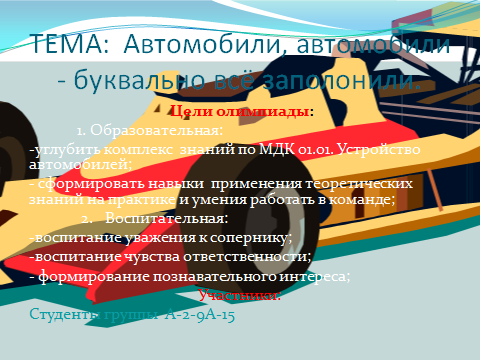 ТЕМА: Автомобили, автомобили
- буквально всё заполонили.
Цели олимпиады:
1. Образовательная:
-углубить комплекс знаний по МДК 01.01. Устройство
автомобилей;
- сформировать навыки применения теоретических
знаний на практике и умения работать в команде;
2. Воспитательная:
-воспитание уважения к сопернику;
-воспитание чувства ответственности;
- формирование познавательного интереса;
Участники:
Студенты группы А-2-9А-15